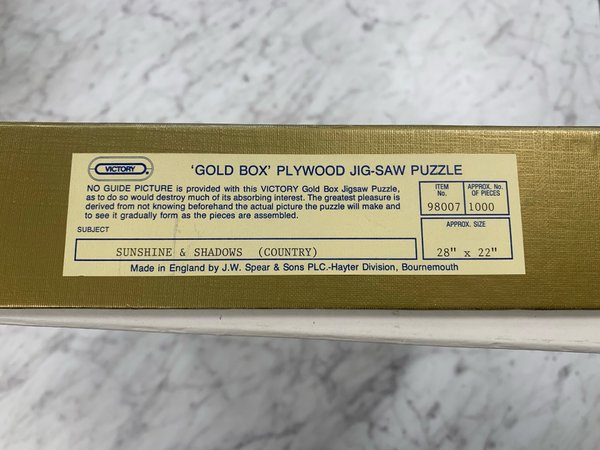 VICTORY
'GOLD BOX' PLYWOOD JIG-SAW PUZZLE
NO GUIDE PICTURE is provided with this VICTORY Gold Box Jigsaw Puzzle,
as to do so would destroy much of its absorbing interest. The greatest pleasure is
derived from not knowing beforehand the actual picture the puzzle will make and
to see it gradually form as the pieces are assembled.
ITEM
No.
98007
APPROX. No.
OF PIECES
1000
APPROX. SIZE
28" x 22"
SUBJECT
SUNSHINE & SHADOWS (COUNTRY)
Made in England by J.W. Spear & Sons PLC.-Hayter Division, Bournemouth